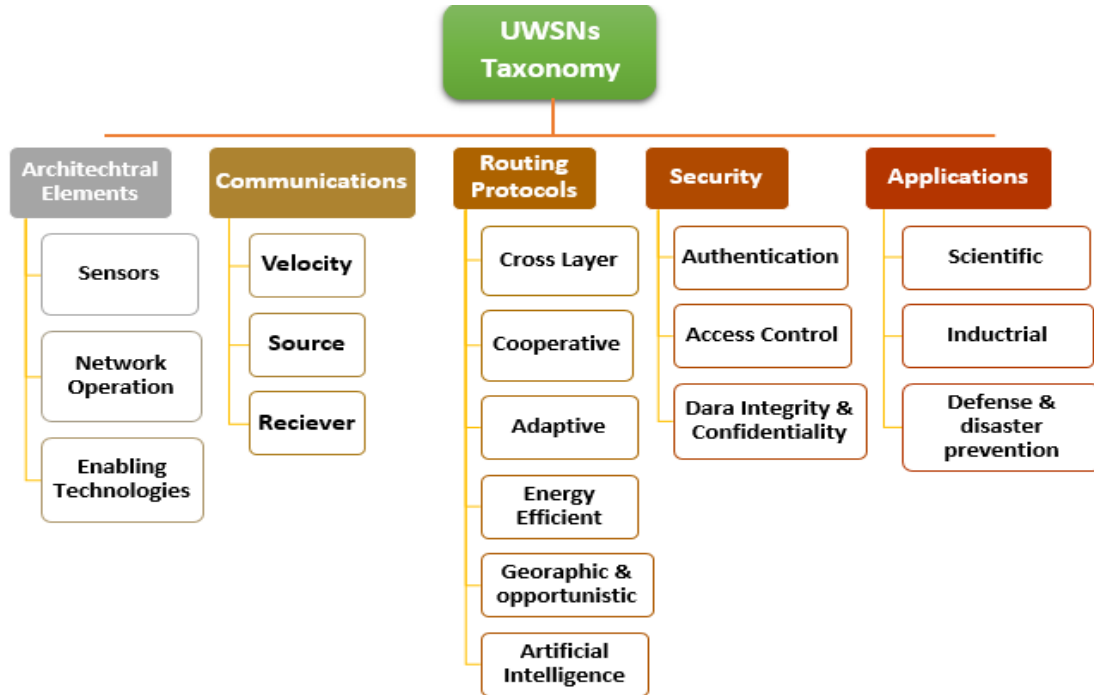 UWSNs
Taxonomy
Architechtral
Elements
Sensors
Network
Operation
Enabling
Technologies
Communications
Velocity
Source
Reciever
Routing
Protocols
Cross Layer
Cooperative
Adaptive
Energy
Efficient
Georaphic &
opportunistic
Artificial
Intelligence
Security
Authentication
Access Control
Dara Integrity &
Confidentiality
Applications
Scientific
Inductrial
Defense &
disaster
prevention